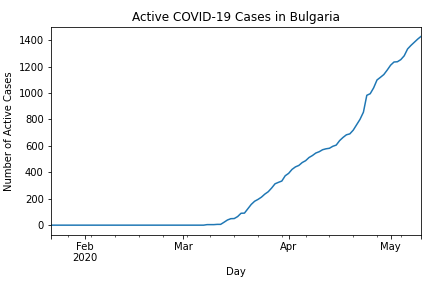 Active COVID-19 Cases in Bulgaria
Number of Active Cases
1400
1200
1000
800
600
400
200
0
Feb
2020
Mar
Apr
May
Day